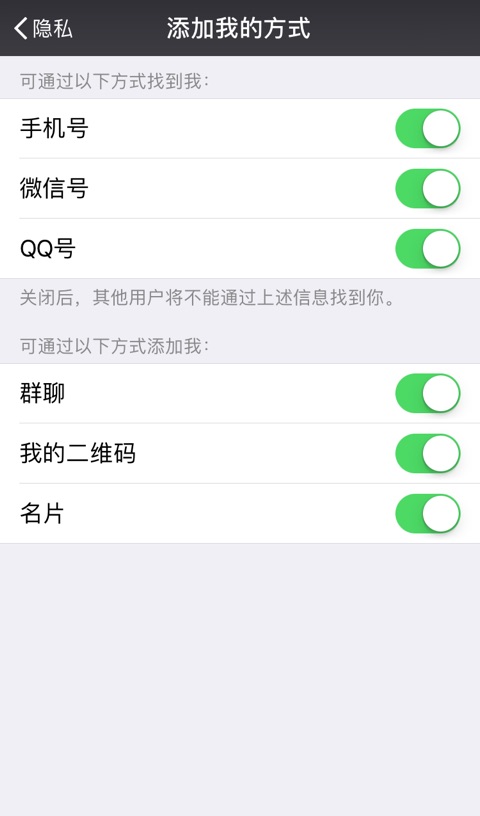 隐私
添加我的方式
可通过以下方式找到我：
手机号
微信号
QQ号
关闭后，其他用户将不能通过上述信息找到你。
可通过以下方式添加我：
群聊
我的二维码
名片